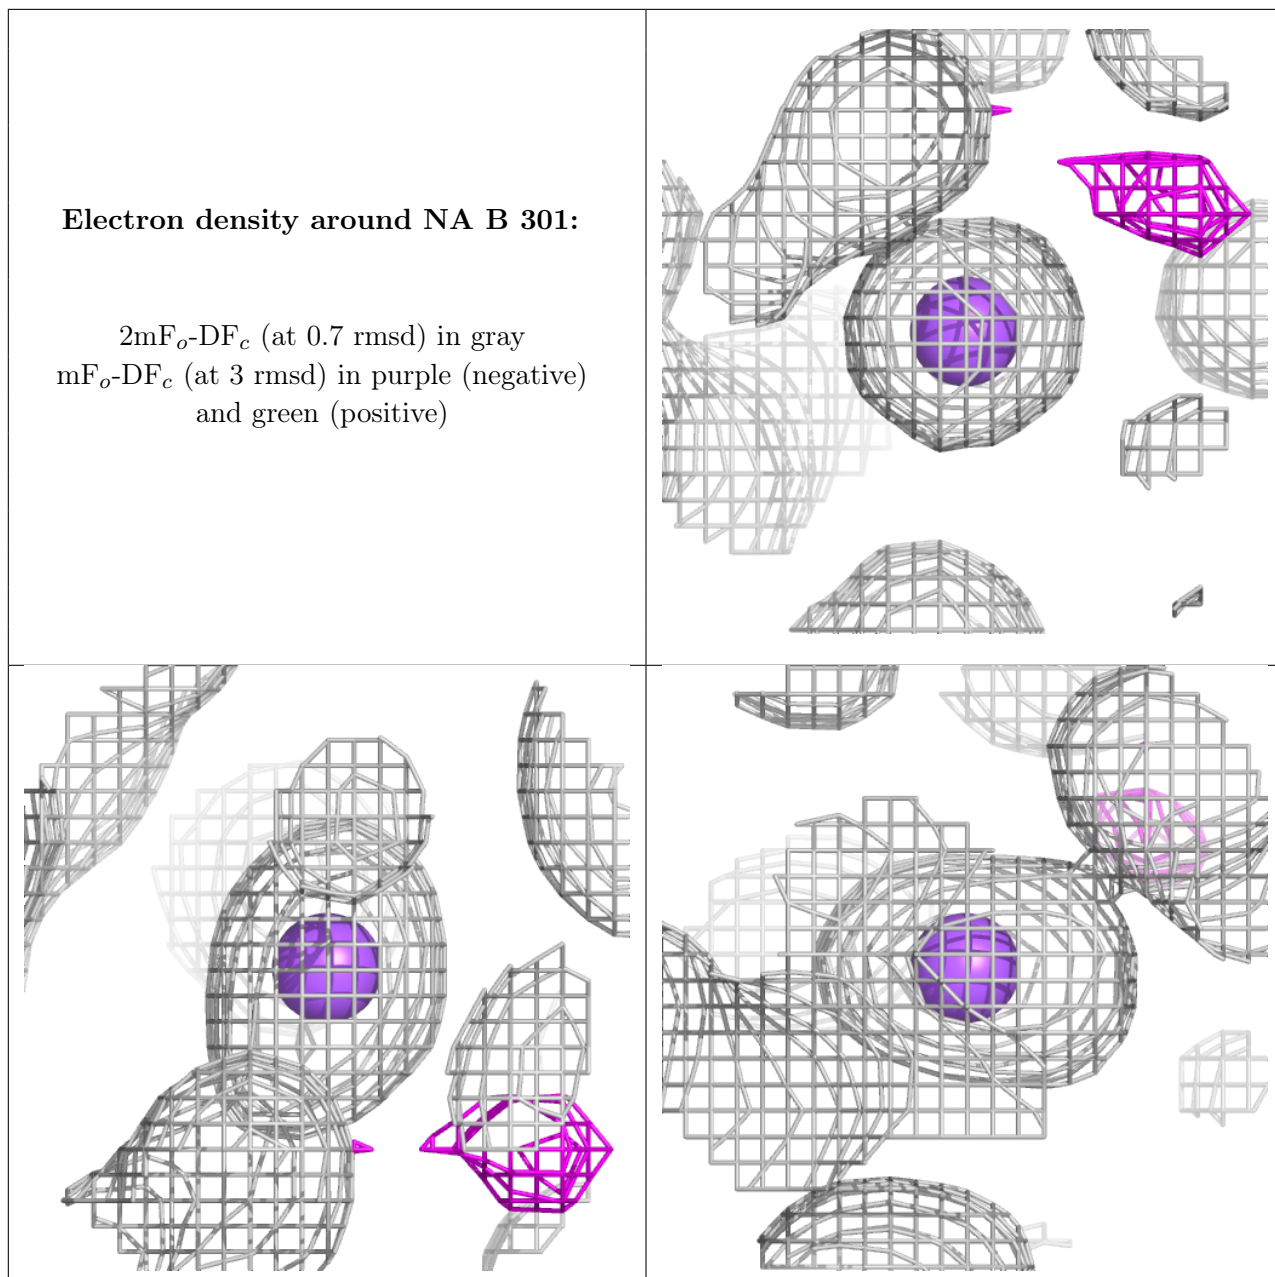 Electron density around NA B 301:
2mFo-DFc (at 0.7 rmsd) in gray
mFo-DFc (at 3 rmsd) in purple (negative)
and green (positive)